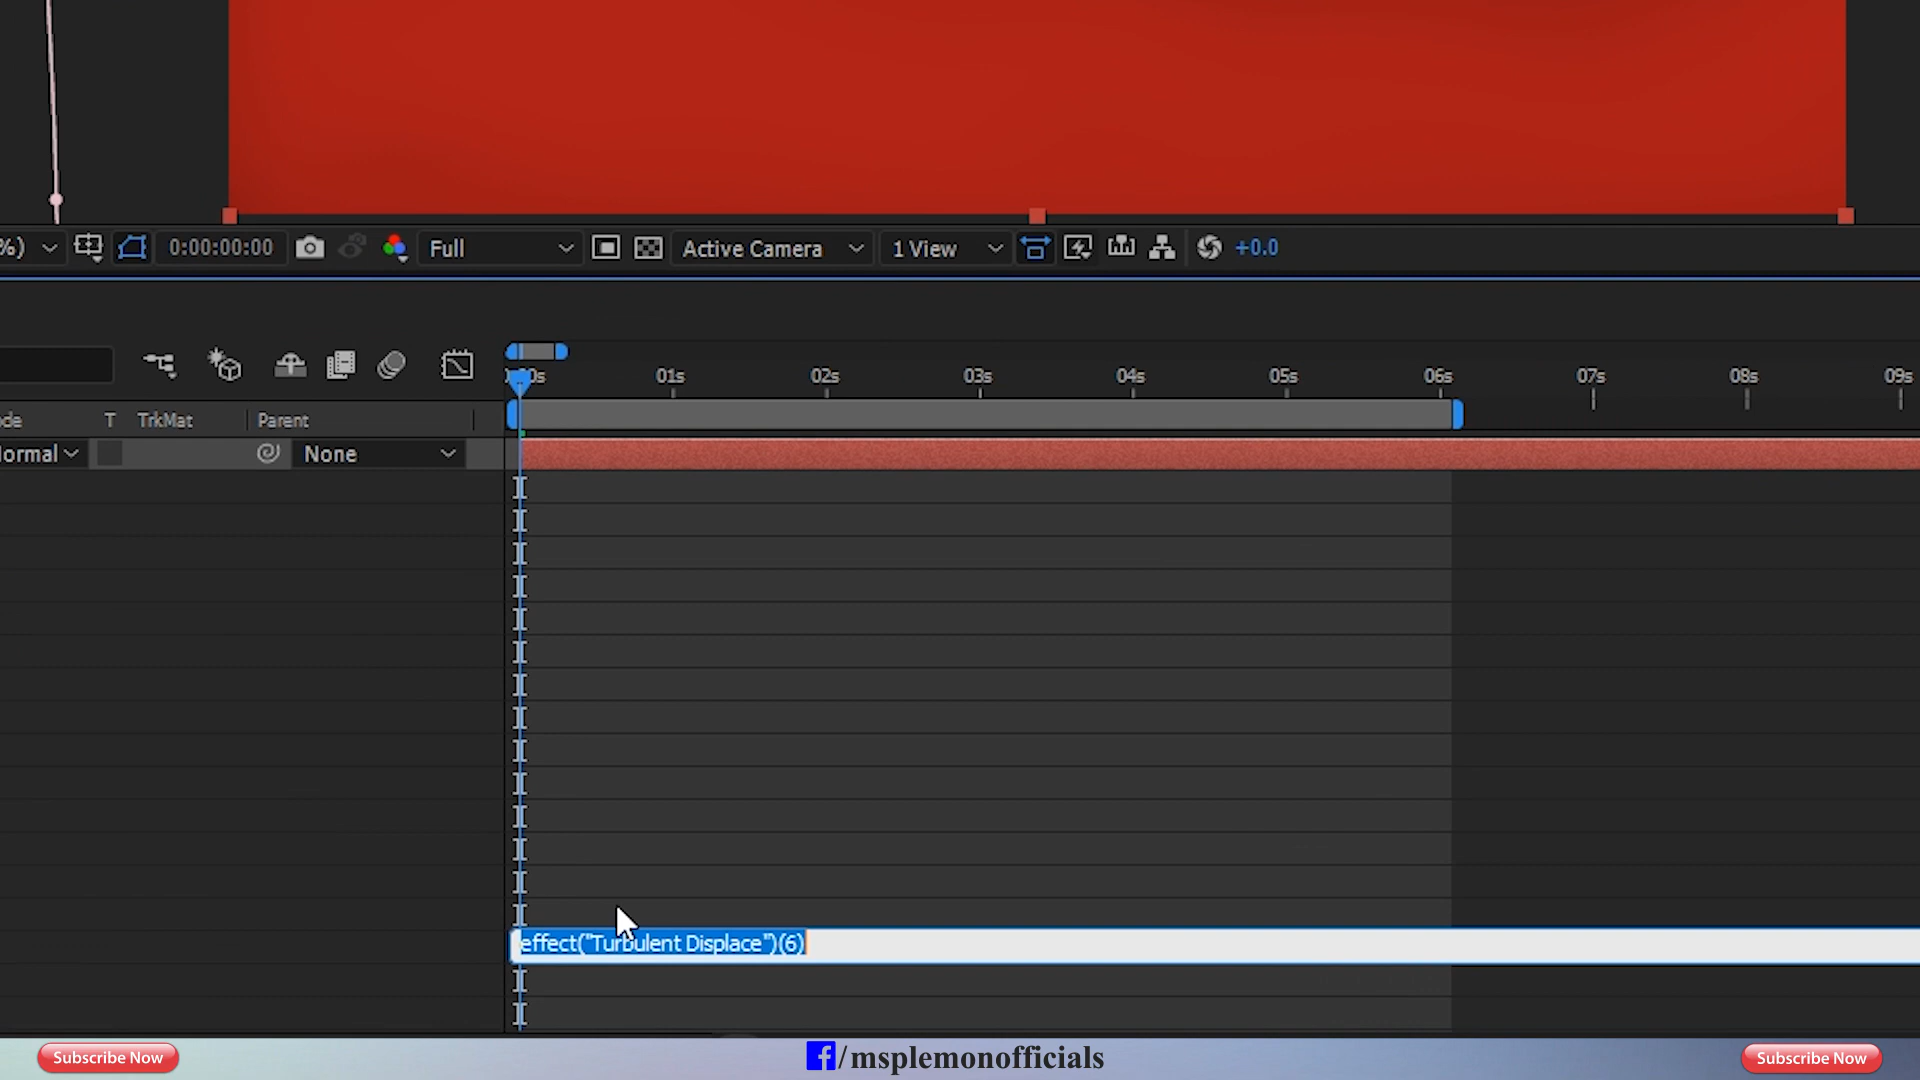 %)
0:00:00:00
Full
Active Camera
1 View
+0.0
01s
02s
03s
04s
05s
06s
07s
08s
09s
T
TrkMat
Parent
None
effect("Turbulent Displace")(6)
Subscribe Now
/msplemonofficials
Subscribe Now